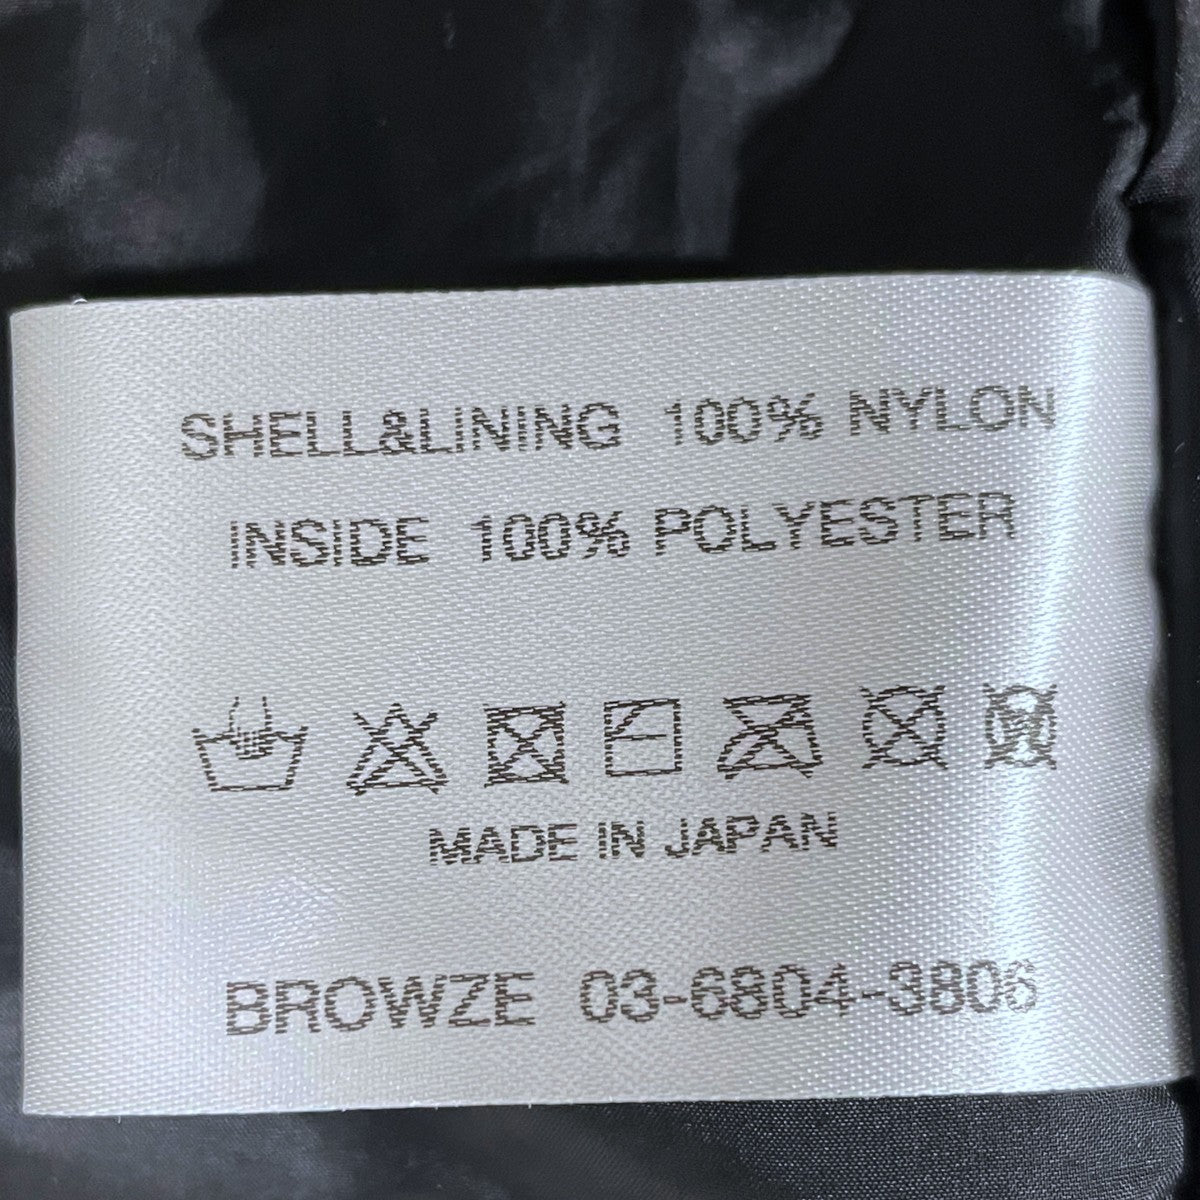 SHELL&LINING 100% NYLON
INSIDE 100% POLYESTER
MADE IN JAPAN
BROWZE 03-6804-3806